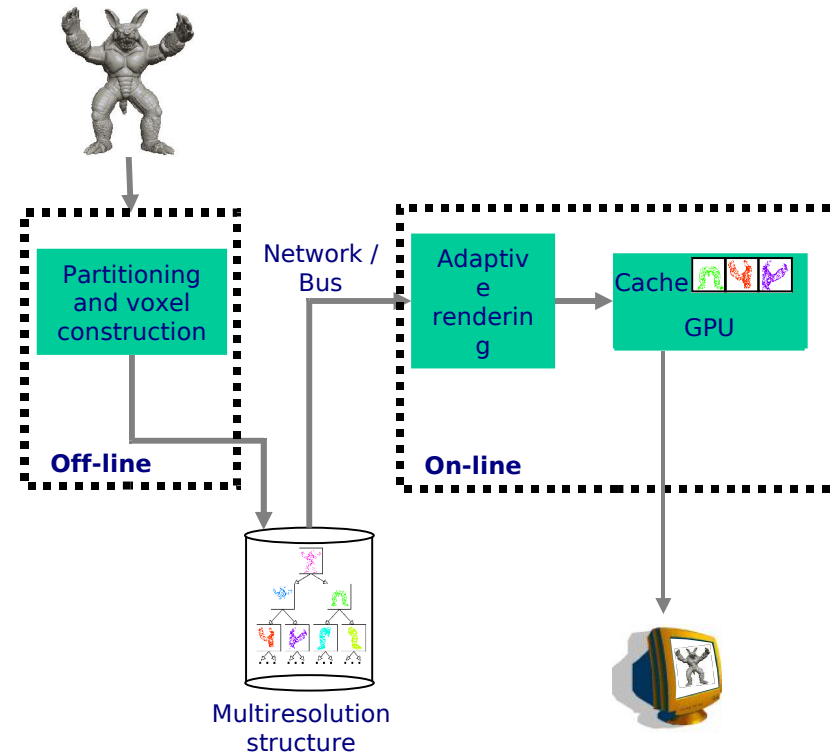 Partitioning
and voxel
construction
Off-line
Network /
Bus
Adaptiv
e
renderin
g
Cache
GPU
On-line
Multiresolution
structure